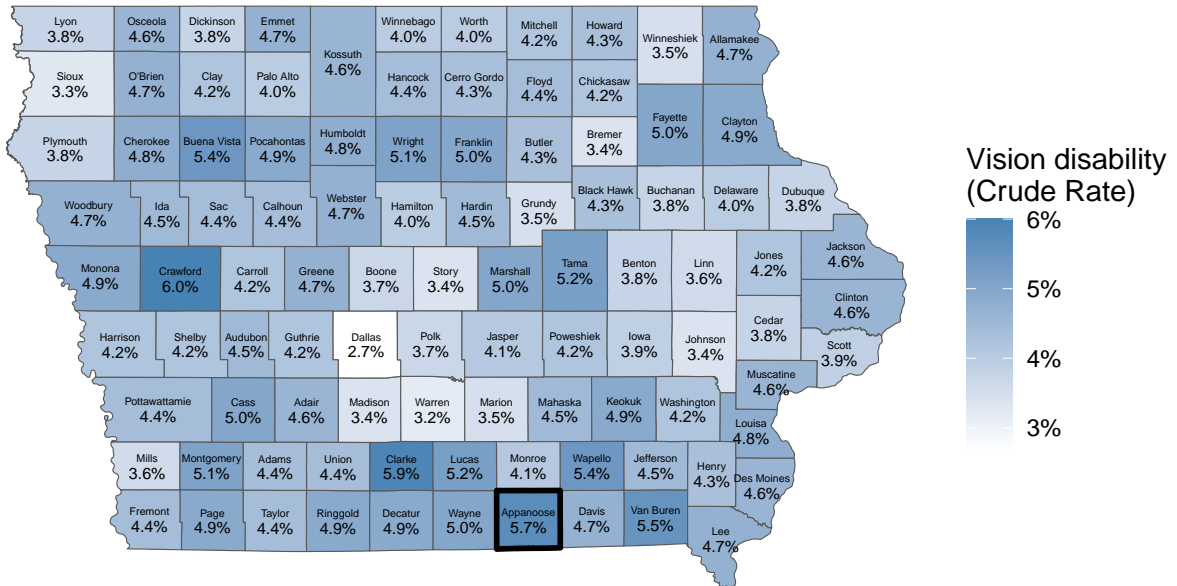 Lyon
3.8%
Osceola
4.6%
Dickinson
3.8%
Emmet
4.7%
Winnebago
4.0%
Worth
4.0%
Mitchell
4.2%
Howard
4.3%
Winneshiek
3.5%
Allamakee
4.7%
Kossuth
4.6%
Sioux
3.3%
O'Brien
4.7%
Clay
4.2%
Palo Alto
4.0%
Hancock
4.4%
Cerro Gordo
4.3%
Floyd
4.4%
Chickasaw
4.2%
Fayette
5.0%
Clayton
4.9%
Plymouth
3.8%
Cherokee
4.8%
Buena Vista
5.4%
Pocahontas
4.9%
Humboldt
4.8%
Wright
5.1%
Franklin
5.0%
Butler
4.3%
Bremer
3.4%
Woodbury
4.7%
Ida
4.5%
Sac
4.4%
Calhoun
4.4%
Webster
4.7%
Hamilton
4.0%
Hardin
4.5%
Grundy
3.5%
Black Hawk
4.3%
Buchanan
3.8%
Delaware
4.0%
Dubuque
3.8%
Monona
4.9%
Crawford
6.0%
Carroll
4.2%
Greene
4.7%
Boone
3.7%
Story
3.4%
Marshall
5.0%
Tama
5.2%
Benton
3.8%
Linn
3.6%
Jones
4.2%
Jackson
4.6%
Clinton
4.6%
Harrison
4.2%
Shelby
4.2%
Audubon
4.5%
Guthrie
4.2%
Dallas
2.7%
Polk
3.7%
Jasper
4.1%
Poweshiek
4.2%
Iowa
3.9%
Johnson
3.4%
Cedar
3.8%
Scott
3.9%
Muscatine
4.6%
Pottawattamie
4.4%
Cass
5.0%
Adair
4.6%
Madison
3.4%
Warren
3.2%
Marion
3.5%
Mahaska
4.5%
Keokuk
4.9%
Washington
4.2%
Louisa
4.8%
Mills
3.6%
Montgomery
5.1%
Adams
4.4%
Union
4.4%
Clarke
5.9%
Lucas
5.2%
Monroe
4.1%
Wapello
5.4%
Jefferson
4.5%
Henry
4.3%
Des Moines
4.6%
Fremont
4.4%
Page
4.9%
Taylor
4.4%
Ringgold
4.9%
Decatur
4.9%
Wayne
5.0%
Appanoose
5.7%
Davis
4.7%
Van Buren
5.5%
Lee
4.7%
Vision disability
(Crude Rate)
6%
5%
4%
3%